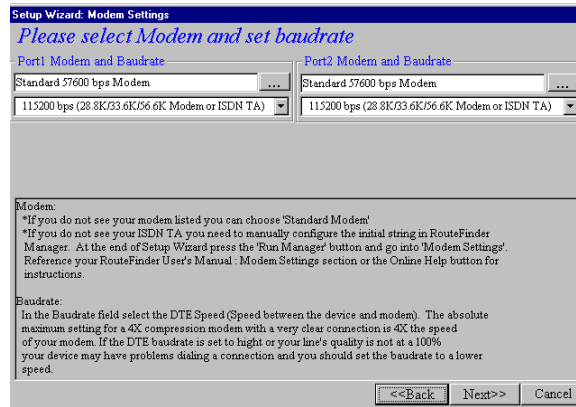 Setup Wizard: Modem Settings
Please select Modem and set baudrate
Port1 Modem and Baudrate
Port2 Modem and Baudrate
Standard 57600 bps Modem
...
Standard 57600 bps Modem
...
115200 bps (28.8K/33.6K/56.6K Modem or ISDN TA)
115200 bps (28.8K/33.6K/56.6K Modem or ISDN TA)
Modem:
*If you do not see your modem listed you can choose 'Standard Modem'
*If you do not see your ISDN TA you need to manually configure the initial string in RouteFinder
Manager. At the end of Setup Wizard press the 'Run Manager' button and go into 'Modem Settings'.
Reference your RouteFinder User's Manual : Modem Settings section or the Online Help button for
instructions.
Baudrate:
In the Baudrate field select the DTE Speed (Speed between the device and modem). The absolute
maximum setting for a 4X compression modem with a very clear connection is 4X the speed
of your modem. If the DTE baudrate is set to hight or your line's quality is not at a 100%
your device may have problems dialing a connection and you should set the baudrate to a lower
speed.
<<Back
Next>>
Cancel